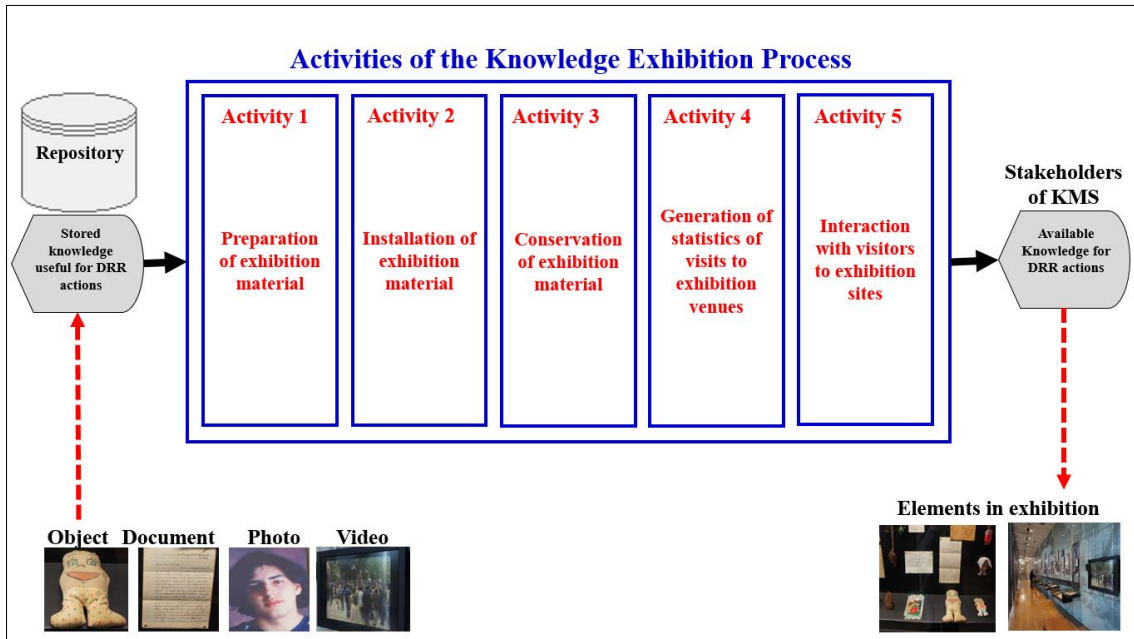 Activities of the Knowledge Exhibition Process
Repository
Stored
knowledge
useful for DRR
actions
Activity 1
Preparation
of exhibition
material
Activity 2
Installation of
exhibition
material
Activity 3
Conservation
of exhibition
material
Activity 4
Generation of
statistics of
visits to
exhibition
venues
Activity 5
Interaction
with visitors
to exhibition
sites
Stakeholders
of KMS
Available
Knowledge for
DRR actions
Object
Document
Photo
Video
Elements in exhibition